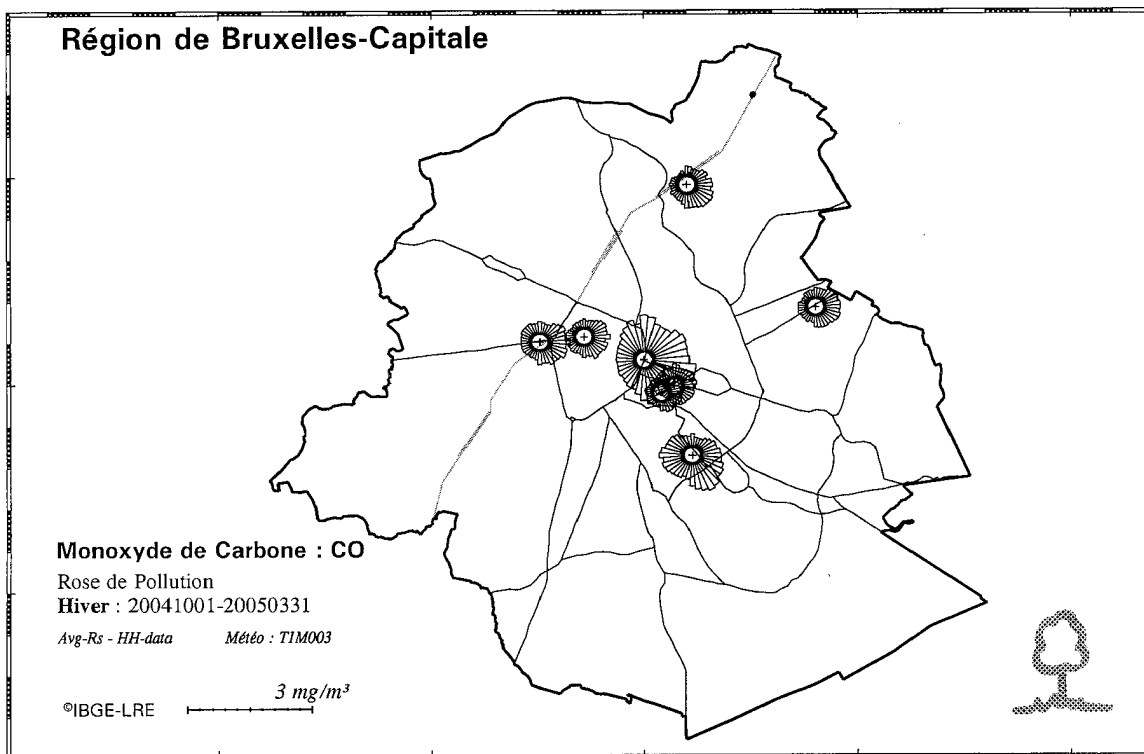 Région de Bruxelles-Capitale
Monoxyde de Carbone : CO
Rose de Pollution
Hiver : 20041001-20050331
Avg-Rs - HH-data Météo : TIM003
3 mg/m³
©IBGE-LRE